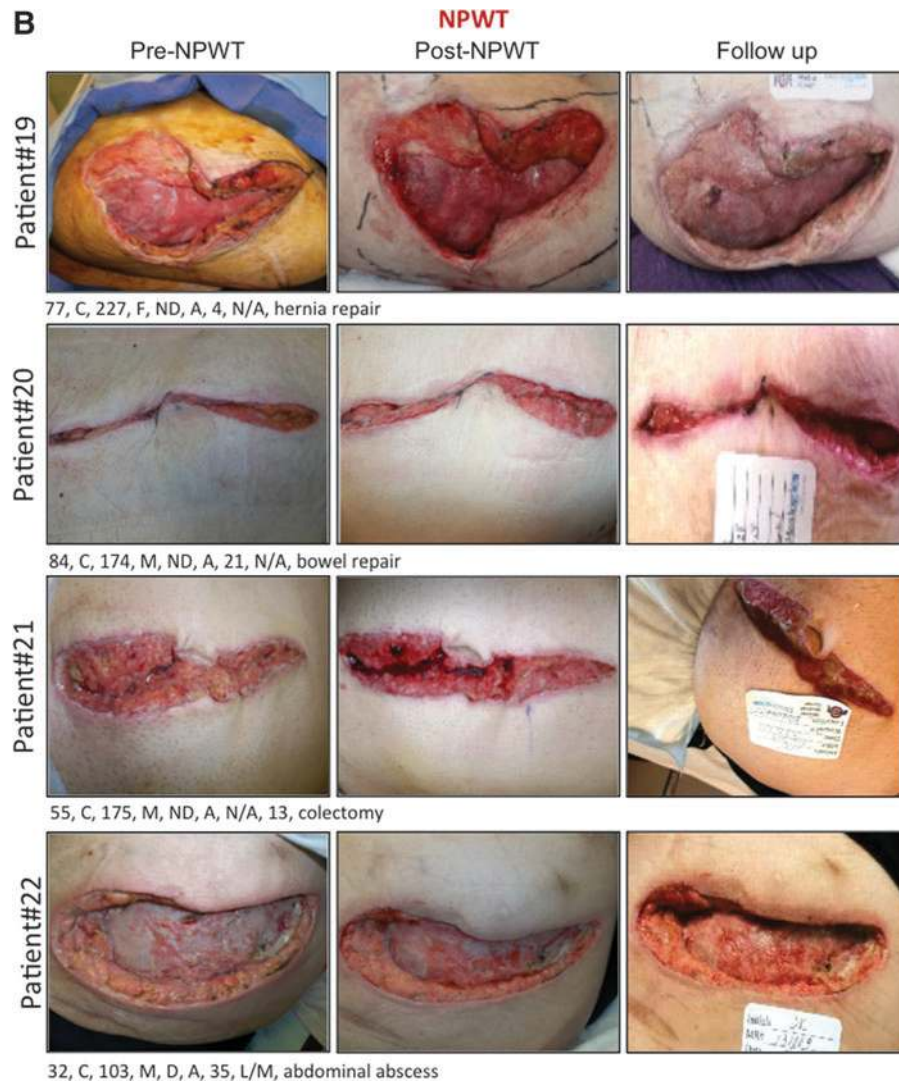 B
NPWT
Pre-NPWT Post-NPWT Follow up
Patient#19
77, C, 227, F, ND, A, 4, N/A, hernia repair
Patient#20
84, C, 174, M, ND, A, 21, N/A, bowel repair
Patient#21
55, C, 175, M, ND, A, N/A, 13, colectomy
Patient#22
32, C, 103, M, D, A, 35, L/M, abdominal abscess